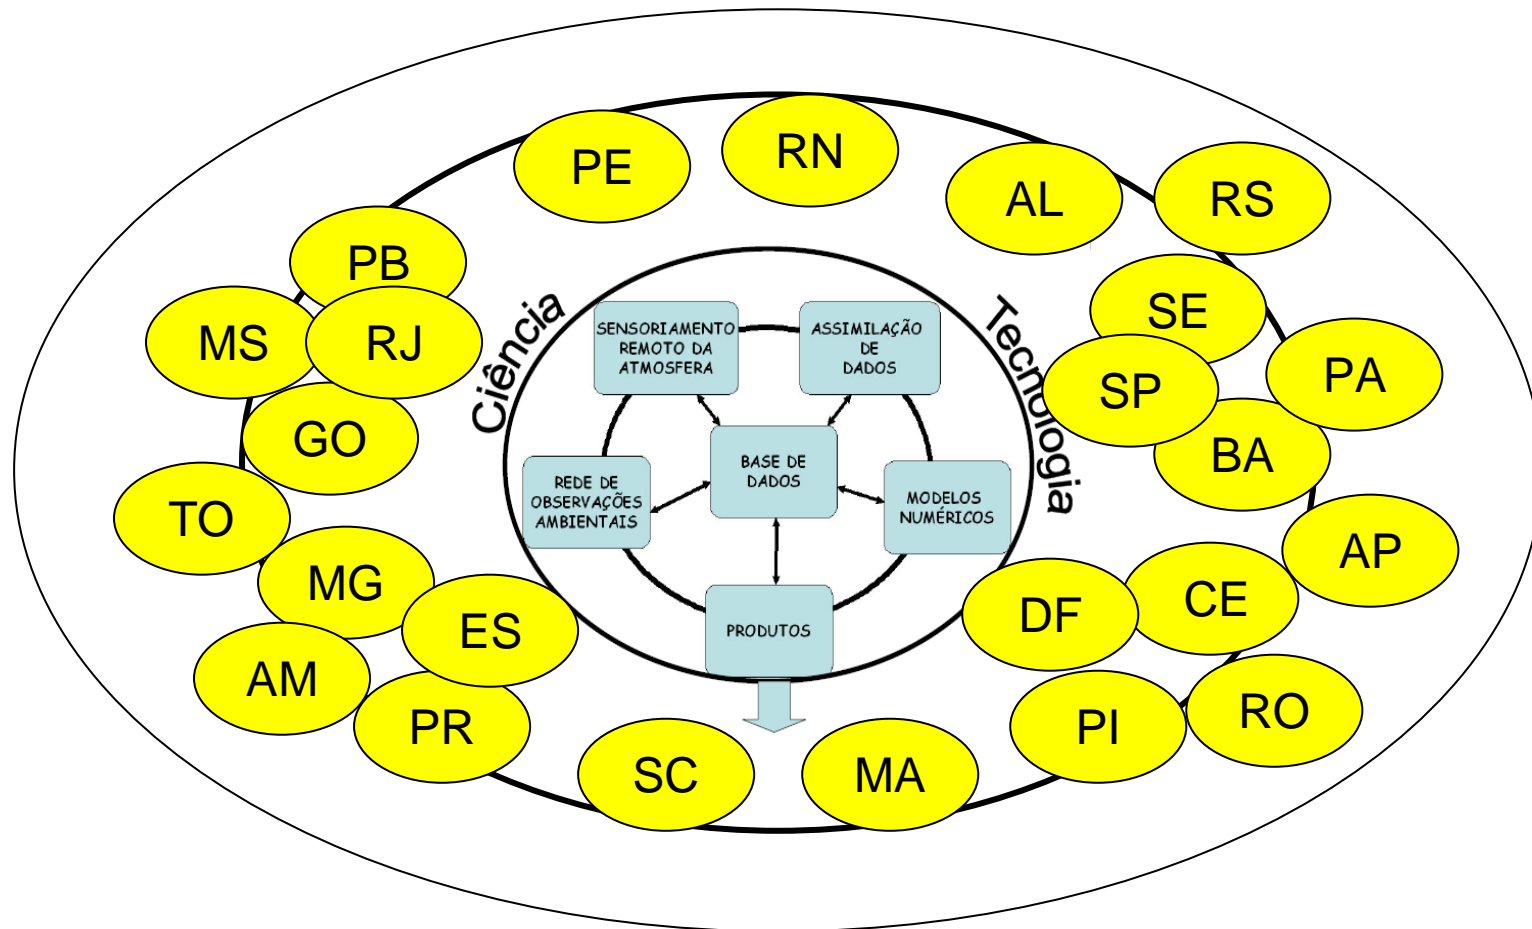 PE
RN
AL
RS
PB
MS
RJ
GO
TO
MG
ES
AM
PR
SC
MA
PI
RO
DF
CE
AP
BA
PA
SP
SE
Ciência
Tecnologia
SENSORIAMENTO
REMOTO DA
ATMOSFERA
ASSIMILAÇÃO
DE
DADOS
BASE DE
DADOS
REDE DE
OBSERVAÇÕES
AMBIENTAIS
MODELOS
NUMÉRICOS
PRODUTOS